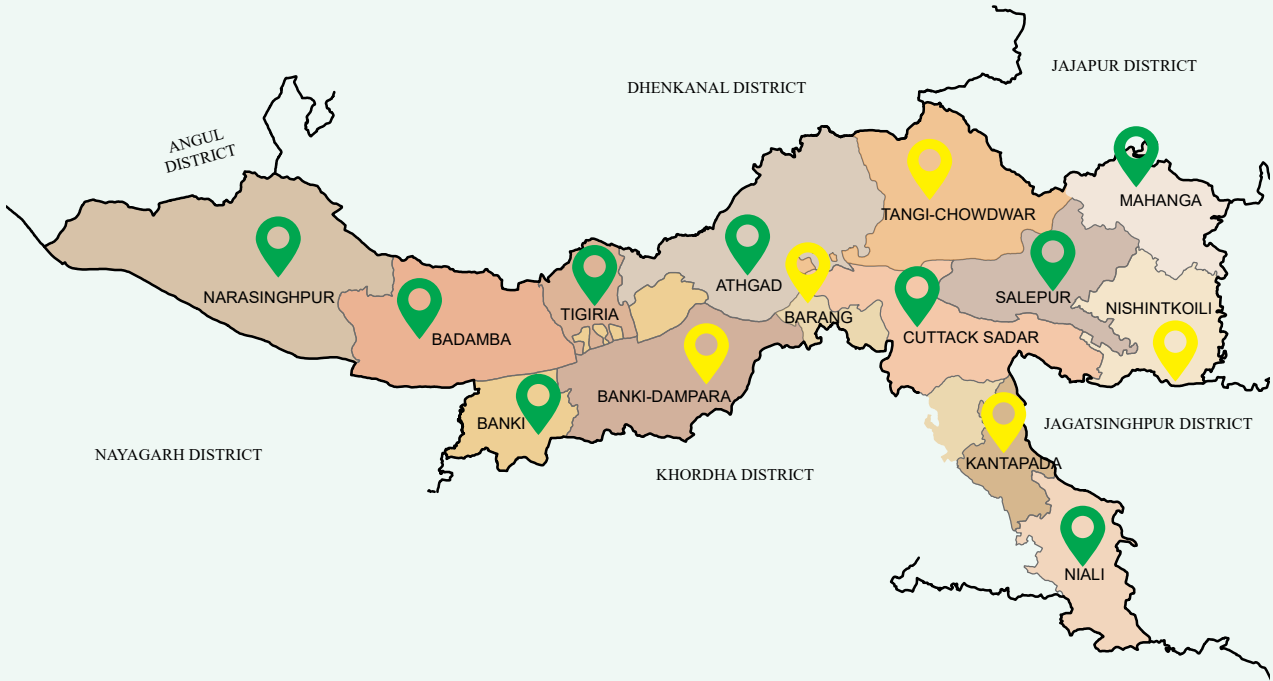 JAJAPUR DISTRICT
DHENKANAL DISTRICT
ANGUL
DISTRICT
MAHANGA
TANGI-CHOWDWAR
NARASINGHPUR
ATHGAD
SALEPUR
NISHINTKOILI
TIGIRIA
BARANG
BADAMBA
CUTTACK SADAR
BANKI-DAMPARA
BANKI
JAGATSINGHPUR DISTRICT
NAYAGARH DISTRICT
KANTAPADA
KHORDHA DISTRICT
NIALI